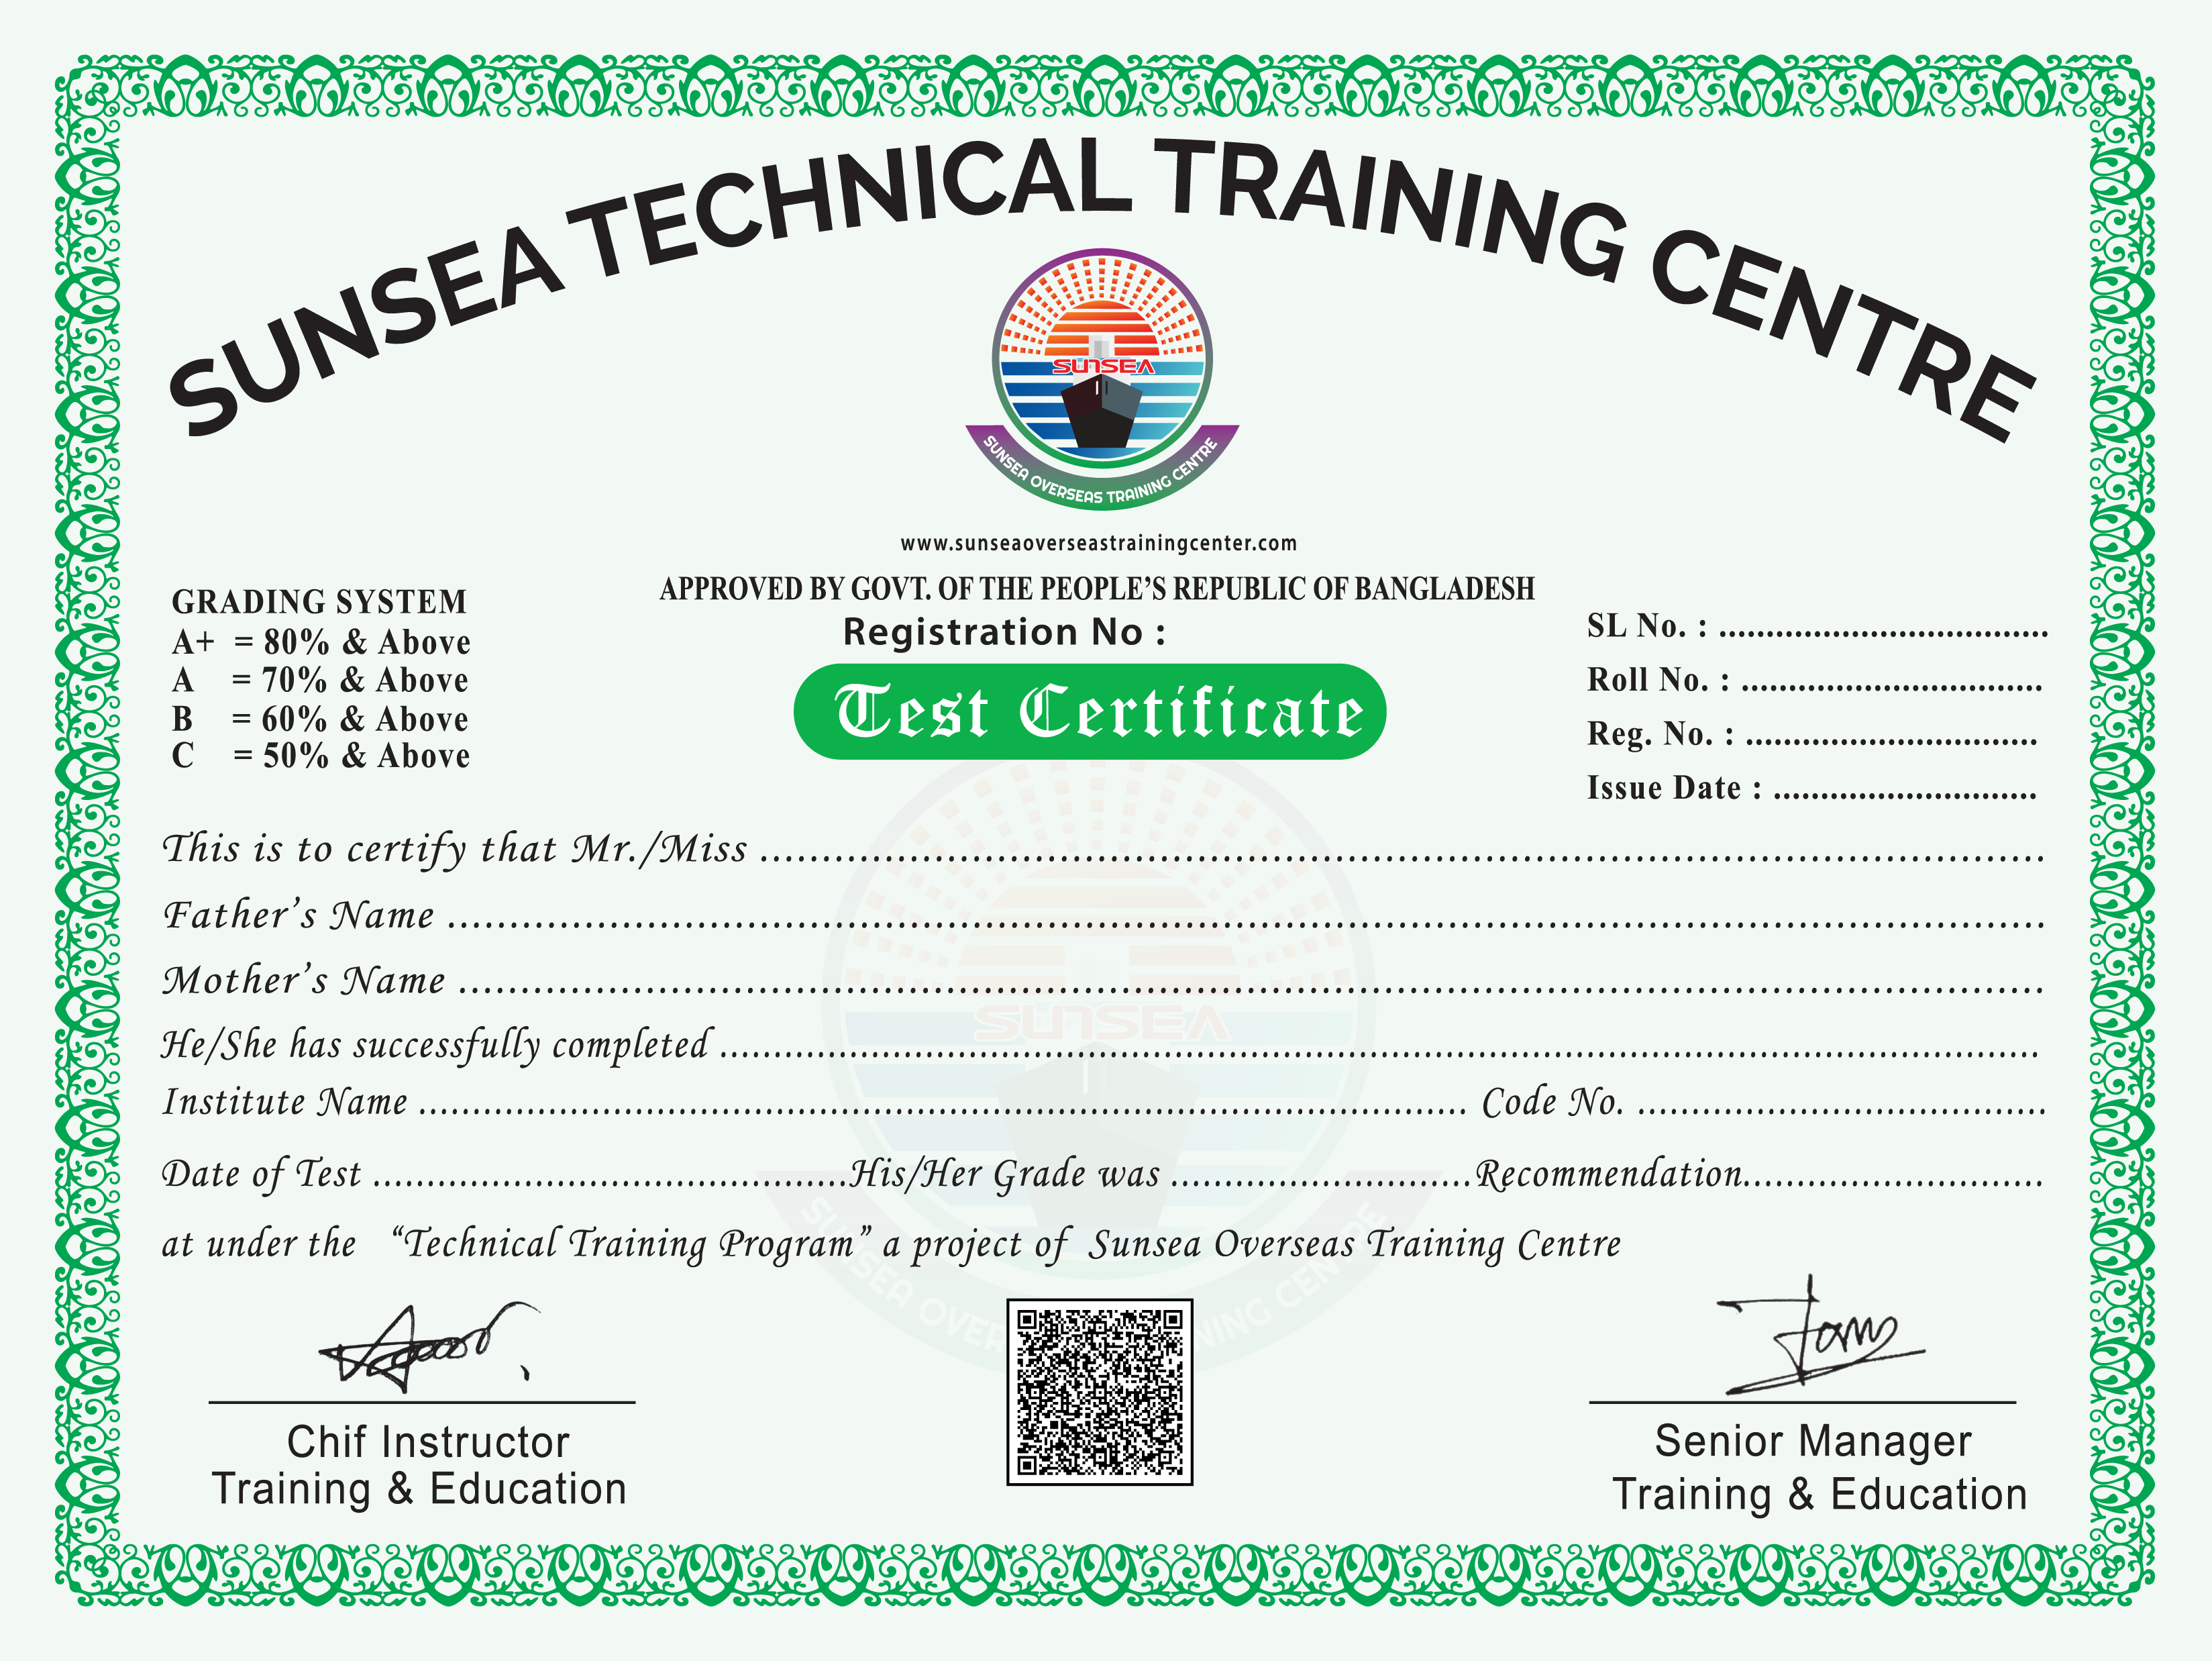 SUNSEA TECHNICAL TRAINING CENTRE
SUNSEA
SUNSEA OVERSEAS TRAINING CENTRE
www.sunseaoverseastrainingcenter.com
APPROVED BY GOVT. OF THE PEOPLE'S REPUBLIC OF BANGLADESH
Registration No :
Test Certificate
GRADING SYSTEM
A+ = 80% & Above
A = 70% & Above
B = 60% & Above
C = 50% & Above
SL No. : ..................................
Roll No. : ................................
Reg. No. : ...............................
Issue Date : ............................
This is to certify that Mr./Miss ....................................................................................................
Father's Name ....................................................................................................
Mother's Name ....................................................................................................
He/She has successfully completed ....................................................................................................
Institute Name .................................................................................... Code No. ......................................
Date of Test ............................................His/Her Grade was ............................Recommendation............................
at under the "Technical Training Program" a project of Sunsea Overseas Training Centre
SUNSEA
Chif Instructor
Training & Education
Senior Manager
Training & Education